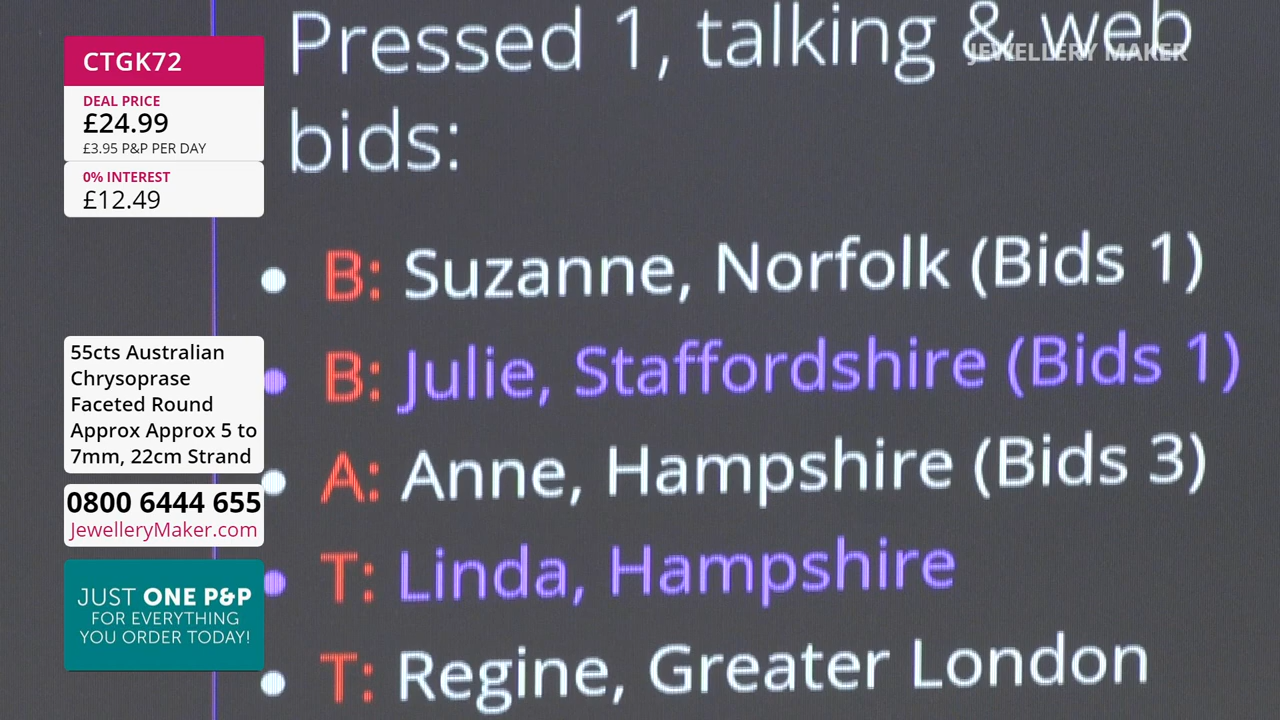 CTGK72
DEAL PRICE
£24.99
£3.95 P&P PER DAY
0% INTEREST
£12.49
55cts Australian
Chrysoprase
Faceted Round
Approx Approx 5 to
7mm, 22cm Strand
0800 6444 655
JewelleryMaker.com
JUST ONE P&P
FOR EVERYTHING
YOU ORDER TODAY!
JEWELLERY MAKER
Pressed 1, talking & web
bids:
• B: Suzanne, Norfolk (Bids 1)
• B: Julie, Staffordshire (Bids 1)
• A: Anne, Hampshire (Bids 3)
• T: Linda, Hampshire
• T: Regine, Greater London